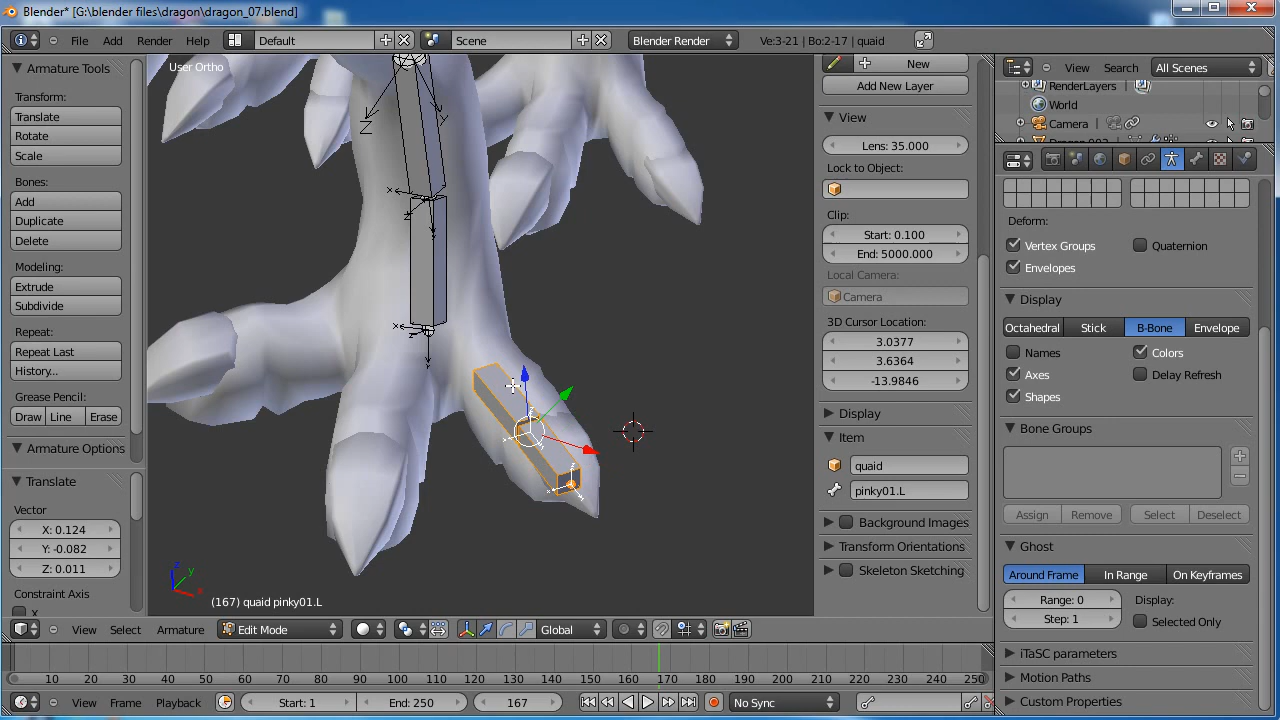 Blender* [G:\blender files\dragon\dragon_07.blend]
File Add Render Help Default Scene Blender Render Ve:3-21 | Bo:2-17 | quaid
Armature Tools
Transform:
Translate
Rotate
Scale
Bones:
Add
Duplicate
Delete
Modeling:
Extrude
Subdivide
Repeat:
Repeat Last
History...
Grease Pencil:
Draw Line Erase
Armature Options
Translate
Vector
X: 0.124
Y: -0.082
Z: 0.011
Constraint Axis
X
User Ortho
Z
Y
x
z
x
z
z
x
z
x
z
y
x
(167) quaid pinky01.L
New
Add New Layer
View
Lens: 35.000
Lock to Object:
Clip:
Start: 0.100
End: 5000.000
Local Camera:
Camera
3D Cursor Location:
3.0377
3.6364
-13.9846
Display
Item
quaid
pinky01.L
Background Images
Transform Orientations
Skeleton Sketching
View Search All Scenes
RenderLayers
World
Camera
Deform:
Vertex Groups Quaternion
Envelopes
Display
Octahedral Stick B-Bone Envelope
Names Colors
Axes Delay Refresh
Shapes
Bone Groups
Assign Remove Select Deselect
Ghost
Around Frame In Range On Keyframes
Range: 0 Display:
Step: 1 Selected Only
iTaSC parameters
Motion Paths
Custom Properties
View Select Armature Edit Mode Global
0 10 20 30 40 50 60 70 80 90 100 110 120 130 140 150 160 170 180 190 200 210 220 230 240 250
View Frame Playback Start: 1 End: 250 167 No Sync